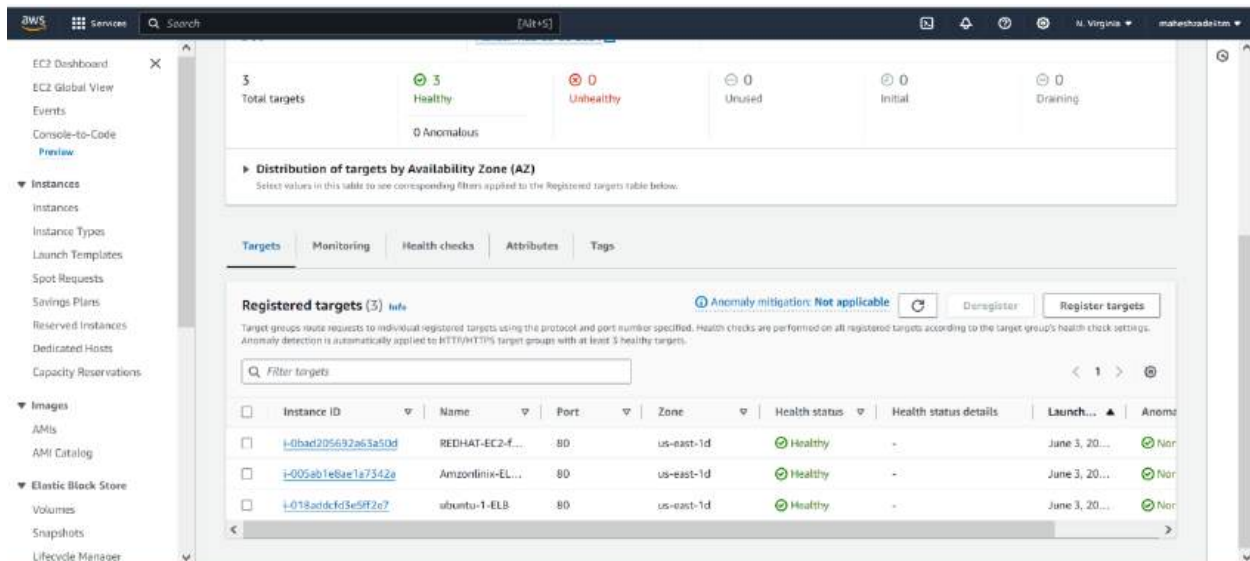 aws Services Search [Alt+S] N. Virginia maheshzadeitm
EC2 Dashboard
EC2 Global View
Events
Console-to-Code
Preview
Instances
Instances
Instance Types
Launch Templates
Spot Requests
Savings Plans
Reserved Instances
Dedicated Hosts
Capacity Reservations
Images
AMIs
AMI Catalog
Elastic Block Store
Volumes
Snapshots
Lifecycle Manager
3 3 0 0 0 0
Total targets Healthy Unhealthy Unused Initial Draining
0 Anomalous
Distribution of targets by Availability Zone (AZ)
Select values in this table to see corresponding filters applied to the Registered targets table below.
Targets Monitoring Health checks Attributes Tags
Registered targets (3) Info Anomaly mitigation: Not applicable Deregister Register targets
Target groups route requests to individual registered targets using the protocol and port number specified. Health checks are performed on all registered targets according to the target group's health check settings.
Anomaly detection is automatically applied to HTTP/HTTPS target groups with at least 3 healthy targets.
Filter targets 1
Instance ID Name Port Zone Health status Health status details Launch... Anoma
i-0bad205692a63a50d REDHAT-EC2-f... 80 us-east-1d Healthy - June 3, 20... Nor
i-005ab1e8ae1a7342a Amzonlinix-EL... 80 us-east-1d Healthy - June 3, 20... Nor
i-018addcfd3e5ff2e7 ubuntu-1-ELB 80 us-east-1d Healthy - June 3, 20... Nor